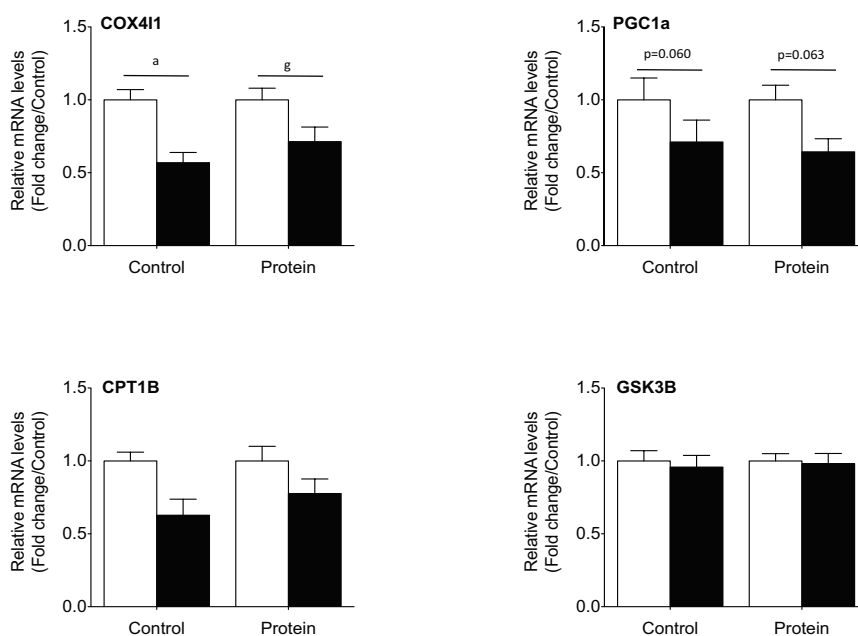 COX4I1
Relative mRNA levels
(Fold change/Control)
1.5
1.0
0.5
0.0
a
g
Control
Protein
PGC1a
Relative mRNA levels
(Fold change/Control)
1.5
1.0
0.5
0.0
p=0.060
p=0.063
Control
Protein
CPT1B
Relative mRNA levels
(Fold change/Control)
1.5
1.0
0.5
0.0
Control
Protein
GSK3B
Relative mRNA levels
(Fold change/Control)
1.5
1.0
0.5
0.0
Control
Protein